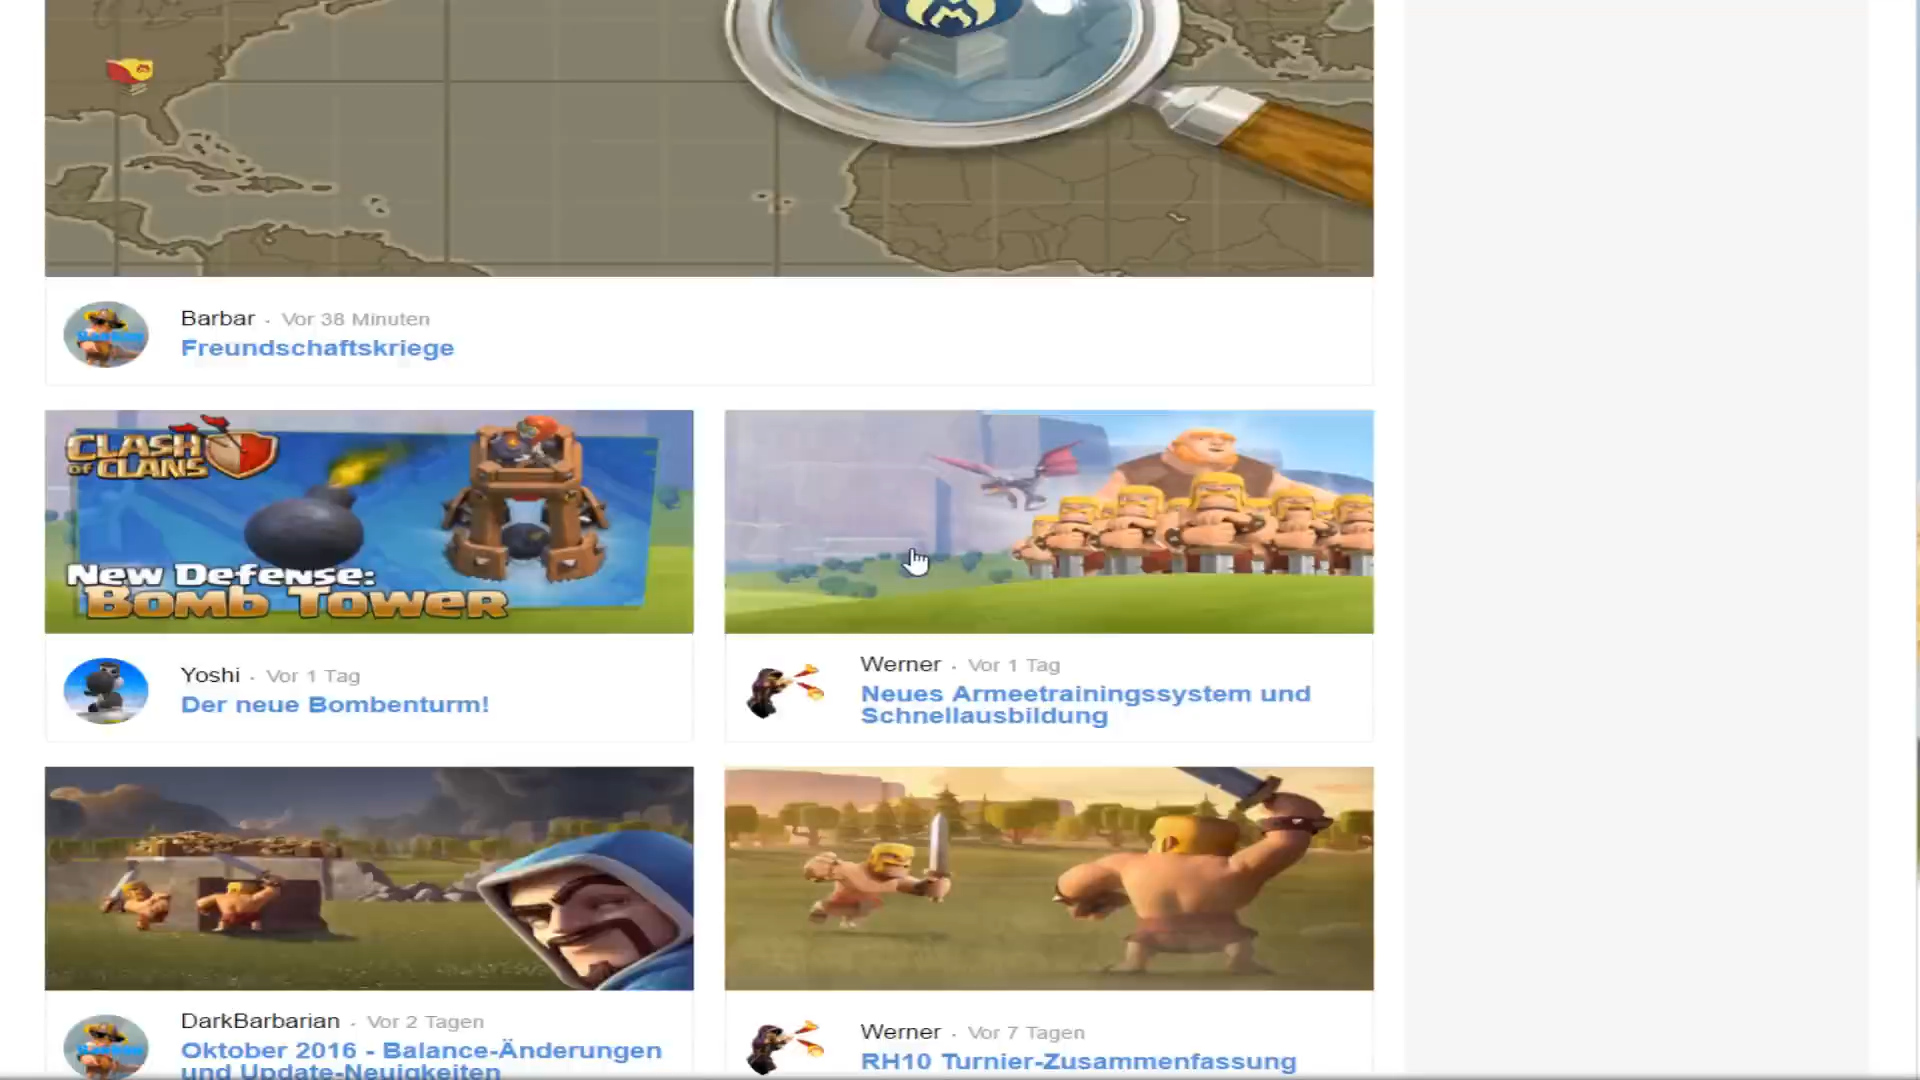 Barbar · Vor 38 Minuten
Freundschaftskriege
CLASH
OF CLANS
New Defense:
Bomb Tower
Yoshi · Vor 1 Tag
Der neue Bombenturm!
Werner · Vor 1 Tag
Neues Armeetrainingssystem und
Schnellausbildung
DarkBarbarian · Vor 2 Tagen
Oktober 2016 - Balance-Änderungen
und Update-Neuigkeiten
Werner · Vor 7 Tagen
RH10 Turnier-Zusammenfassung